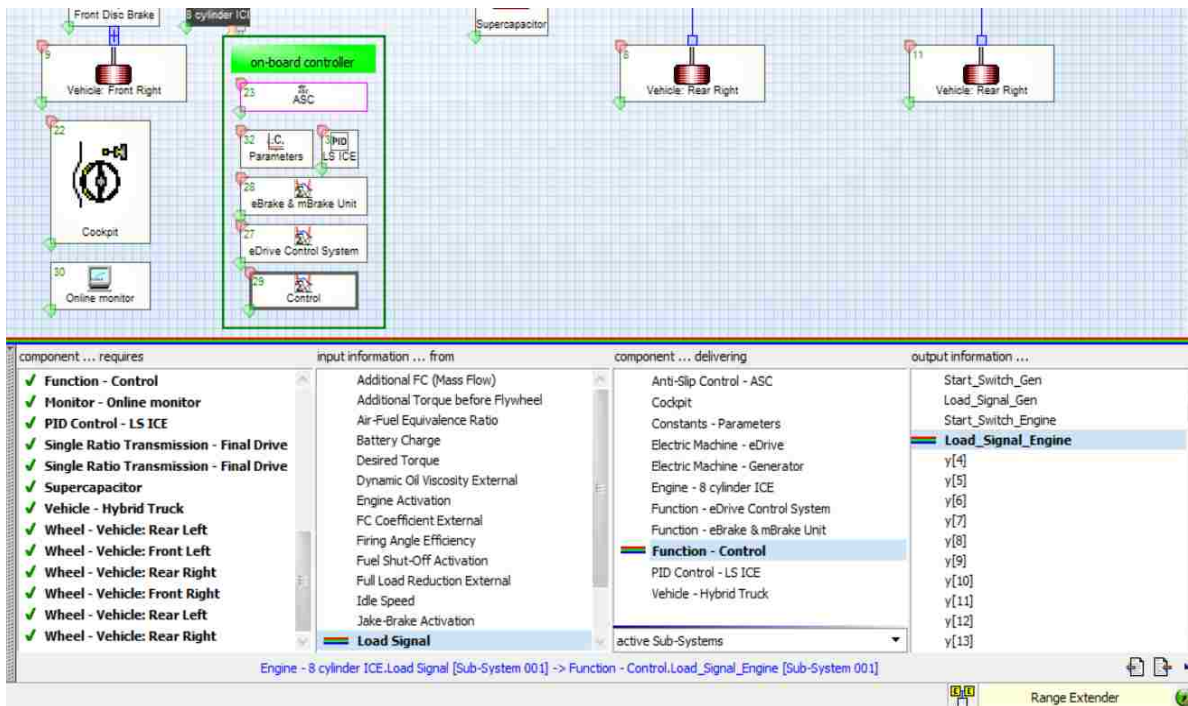 Front Disc Brake
8 cylinder ICE
Supercapacitor
9
Vehicle: Front Right
on-board controller
8
Vehicle: Rear Right
11
Vehicle: Rear Right
23
ASC
22
Cockpit
32 I.C.
Parameters
PID
LS ICE
28
eBrake & mBrake Unit
27
eDrive Control System
30
Online monitor
29
Control
component ... requires
Function - Control
Monitor - Online monitor
PID Control - LS ICE
Single Ratio Transmission - Final Drive
Single Ratio Transmission - Final Drive
Supercapacitor
Vehicle - Hybrid Truck
Wheel - Vehicle: Rear Left
Wheel - Vehicle: Front Left
Wheel - Vehicle: Rear Right
Wheel - Vehicle: Front Right
Wheel - Vehicle: Rear Left
Wheel - Vehicle: Rear Right
input information ... from
Additional FC (Mass Flow)
Additional Torque before Flywheel
Air-Fuel Equivalence Ratio
Battery Charge
Desired Torque
Dynamic Oil Viscosity External
Engine Activation
FC Coefficient External
Firing Angle Efficiency
Fuel Shut-Off Activation
Full Load Reduction External
Idle Speed
Jake-Brake Activation
Load Signal
component ... delivering
Anti-Slip Control - ASC
Cockpit
Constants - Parameters
Electric Machine - eDrive
Electric Machine - Generator
Engine - 8 cylinder ICE
Function - eDrive Control System
Function - eBrake & mBrake Unit
Function - Control
PID Control - LS ICE
Vehicle - Hybrid Truck
active Sub-Systems
output information ...
Start_Switch_Gen
Load_Signal_Gen
Start_Switch_Engine
Load_Signal_Engine
y[4]
y[5]
y[6]
y[7]
y[8]
y[9]
y[10]
y[11]
y[12]
y[13]
Engine - 8 cylinder ICE.Load Signal [Sub-System 001] -> Function - Control.Load_Signal_Engine [Sub-System 001]
Range Extender